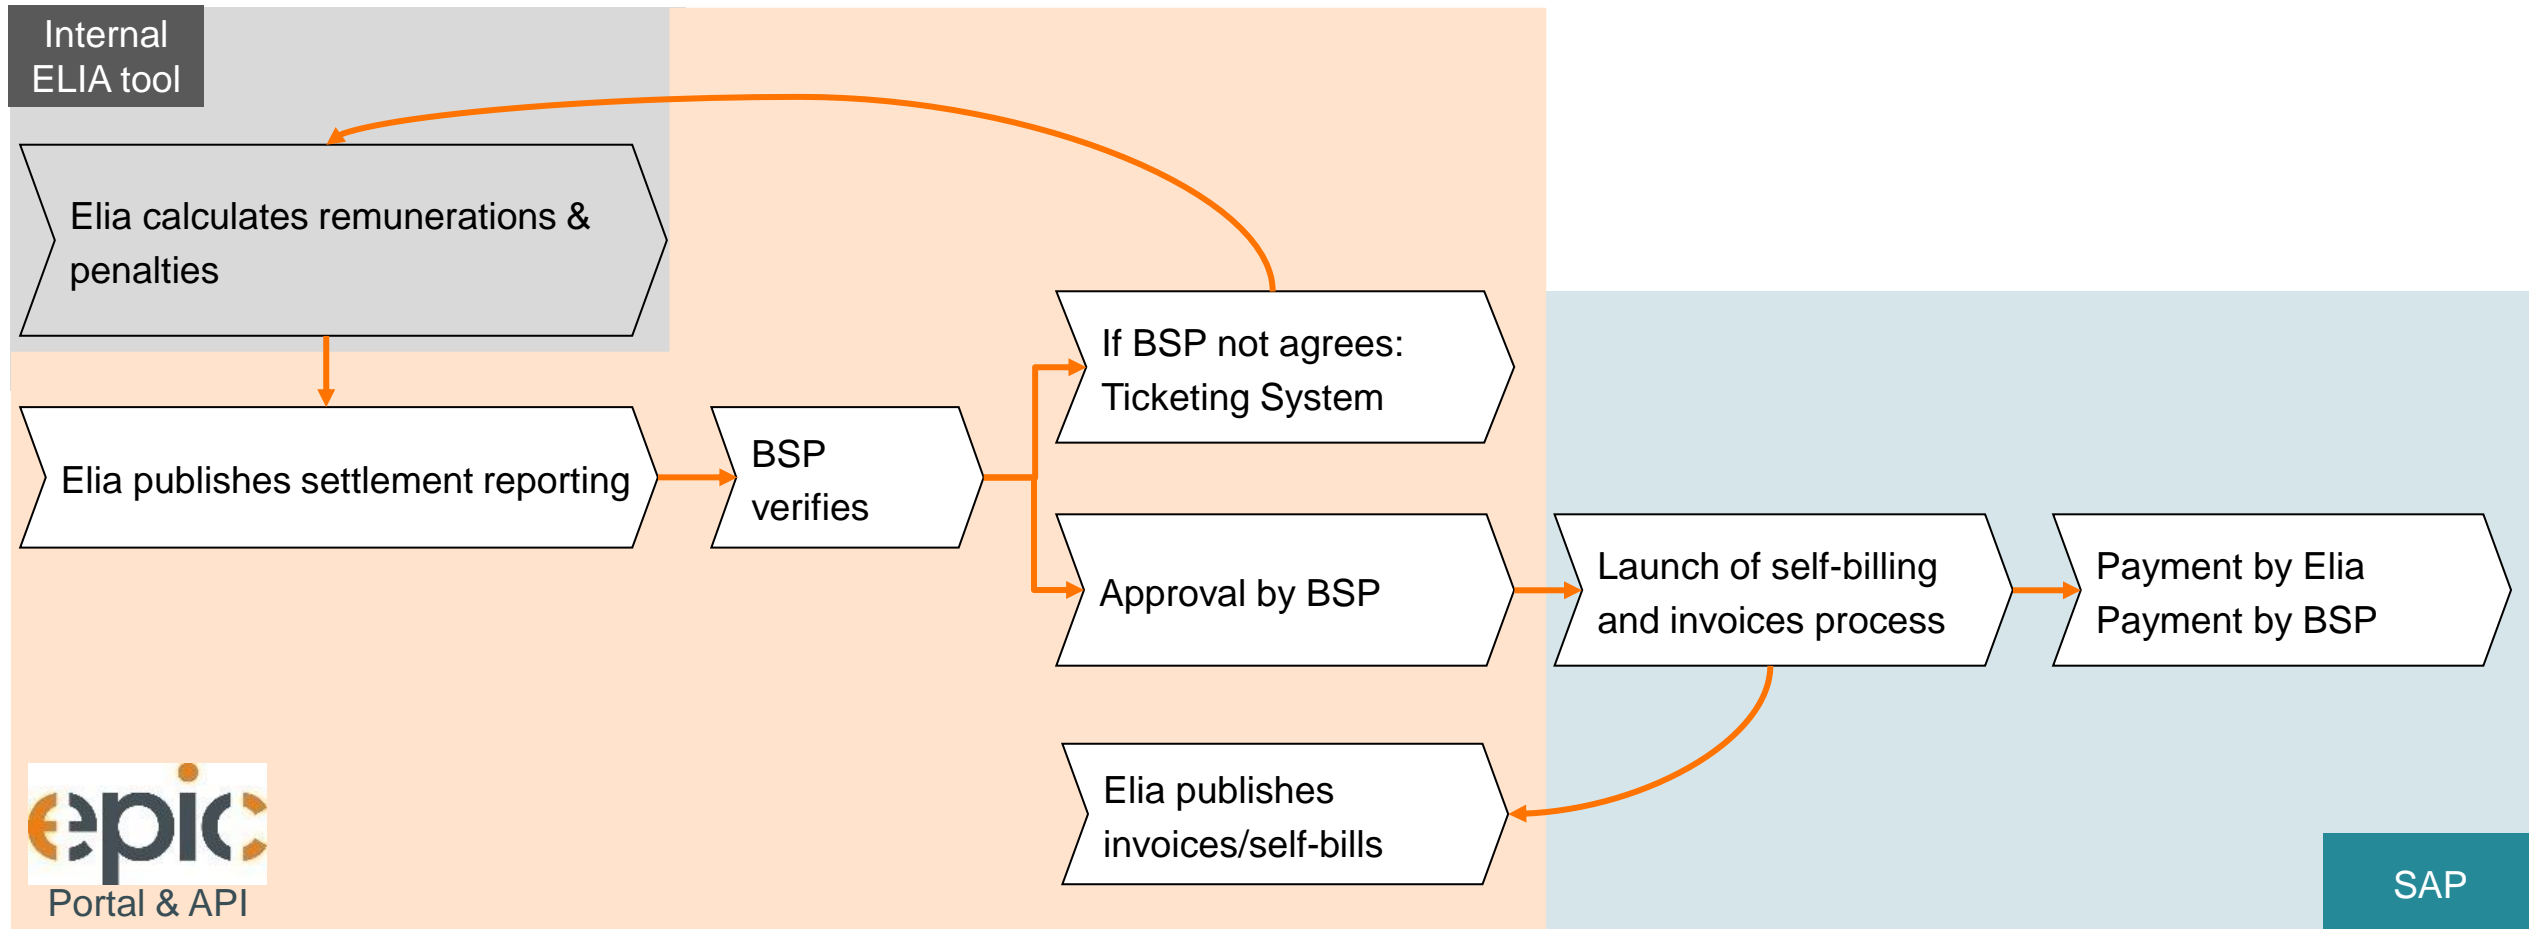 Internal
ELIA tool
Elia calculates remunerations &
penalties
If BSP not agrees:
Ticketing System
Elia publishes settlement reporting
BSP
verifies
Approval by BSP
Launch of self-billing
and invoices process
Payment by Elia
Payment by BSP
Elia publishes
invoices/self-bills
epic
Portal & API
SAP